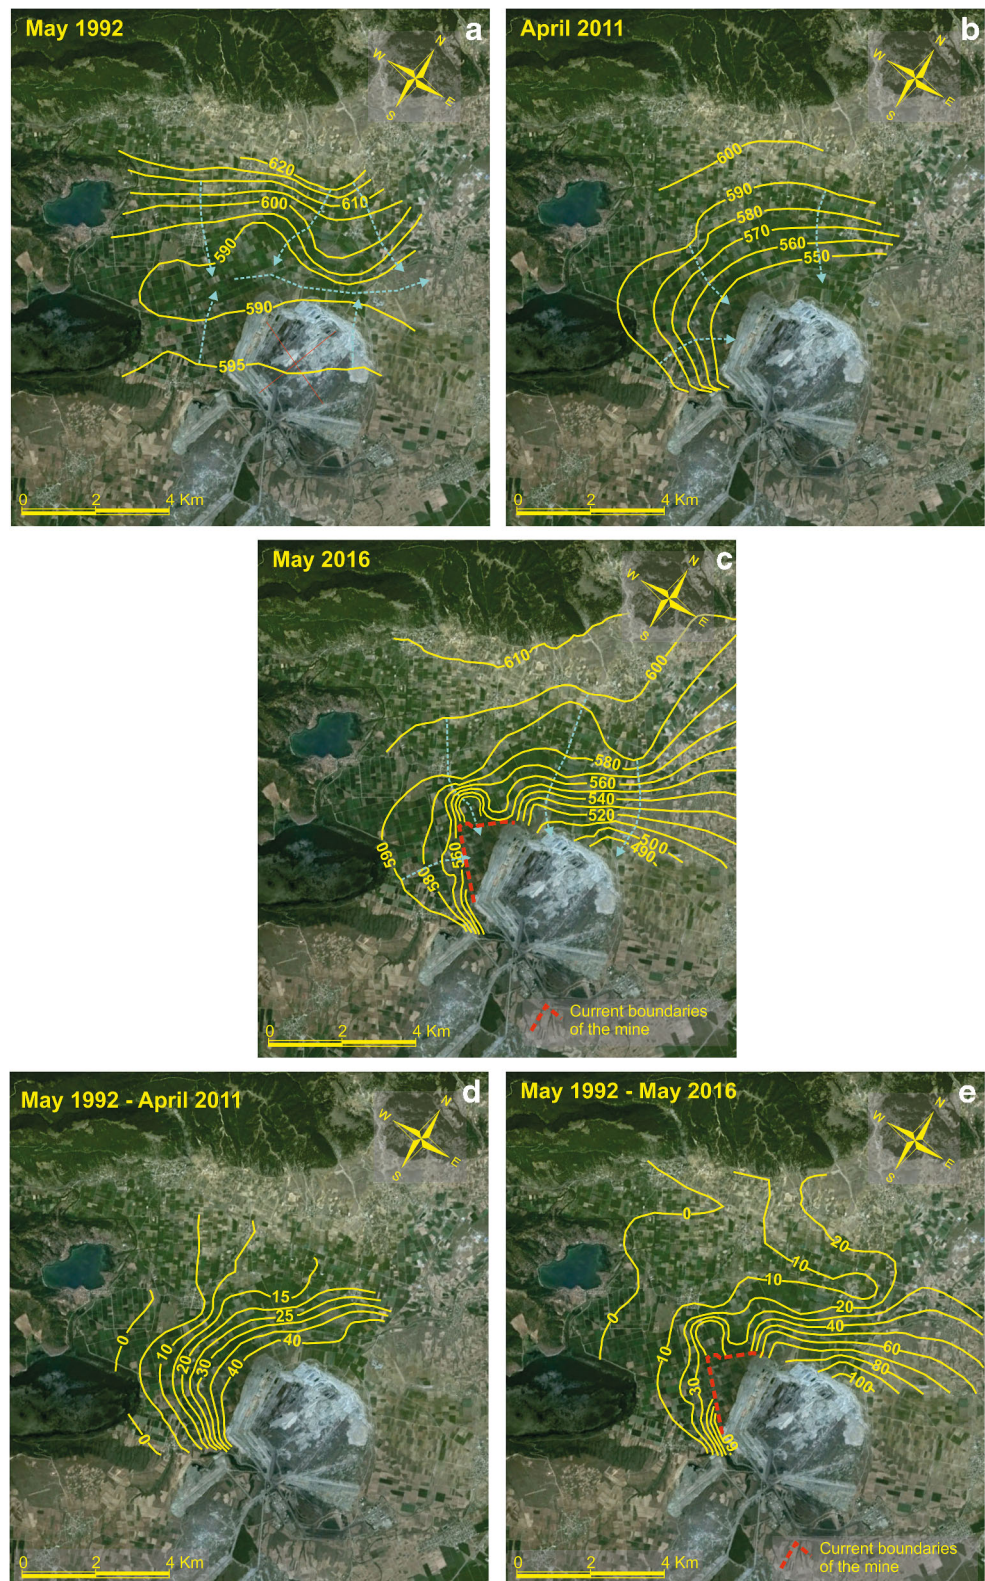 May 1992
a
N
W
E
S
620
610
600
590
590
595
0 2 4 Km
April 2011
b
N
W
E
S
600
590
580
570
560
550
0 2 4 Km
May 2016
c
N
W
E
S
610
600
580
560
540
520
500
490
590
580
560
Current boundaries
of the mine
0 2 4 Km
May 1992 - April 2011
d
N
W
E
S
15
25
40
0
10
20
30
40
0
0 2 4 Km
May 1992 - May 2016
e
N
W
E
S
0
20
10
10
20
0
40
10
60
80
100
30
60
Current boundaries
of the mine
0 2 4 Km